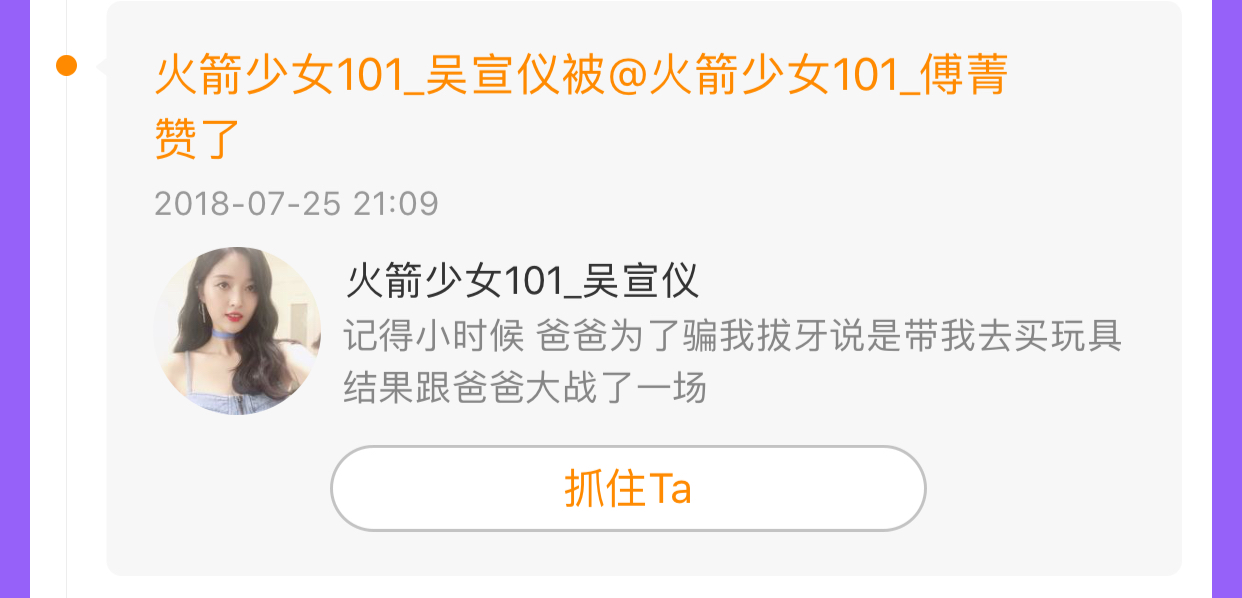 火箭少女101_吴宣仪被@火箭少女101_傅菁
赞了
2018-07-25 21:09
火箭少女101_吴宣仪
记得小时候 爸爸为了骗我拔牙说是带我去买玩具
结果跟爸爸大战了一场
抓住Ta